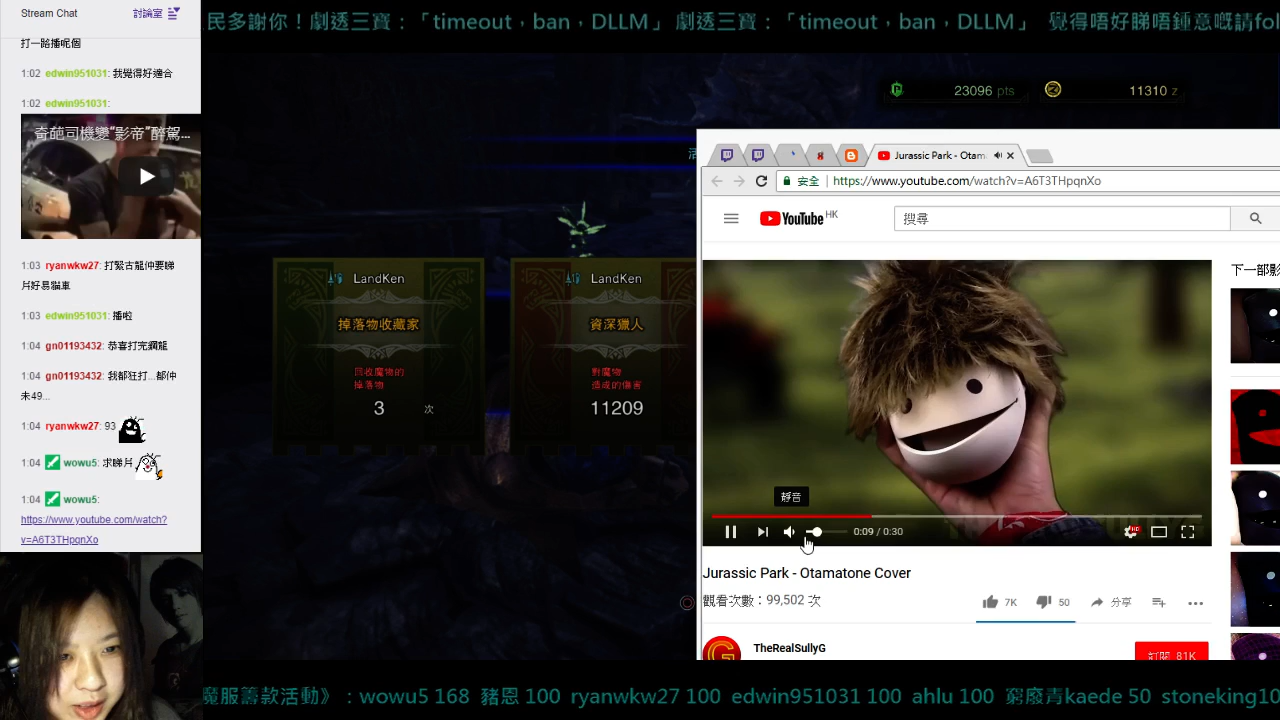 Stream Chat
討論室
打一路播呢個
1:02 edwin951031: 我覺得好適合
1:02 edwin951031:
奇葩司機變"影帝"醉駕...
1:03 ryanwkw27: 打緊古龍仲要睇
片好易貓車
1:03 edwin951031: 播啦
1:04 gn01193432: 恭喜打完鋼龍
1:04 gn01193432: 我都狂打...都仲
未49...
1:04 ryanwkw27: 93
1:04 wowu5: 求睇片
1:04 wowu5:
https://www.youtube.com/watch?
v=A6T3THpqnXo
民多謝你！劇透三寶：「timeout，ban，DLLM」 劇透三寶：「timeout，ban，DLLM」 覺得唔好睇唔鍾意嘅請fol
23096 pts
11310 z
活
LandKen
掉落物收藏家
回收魔物的
掉落物
3 次
LandKen
資深獵人
對魔物
造成的傷害
11209
Jurassic Park - Otam
安全 | https://www.youtube.com/watch?v=A6T3THpqnXo
YouTube HK
搜尋
下一部影
靜音
0:09 / 0:30
HD
Jurassic Park - Otamatone Cover
觀看次數：99,502 次
7K
50
分享
TheRealSullyG
訂閱 81K
魔服籌款活動》：wowu5 168 豬恩 100 ryanwkw27 100 edwin951031 100 ahlu 100 窮廢青kaede 50 stoneking10